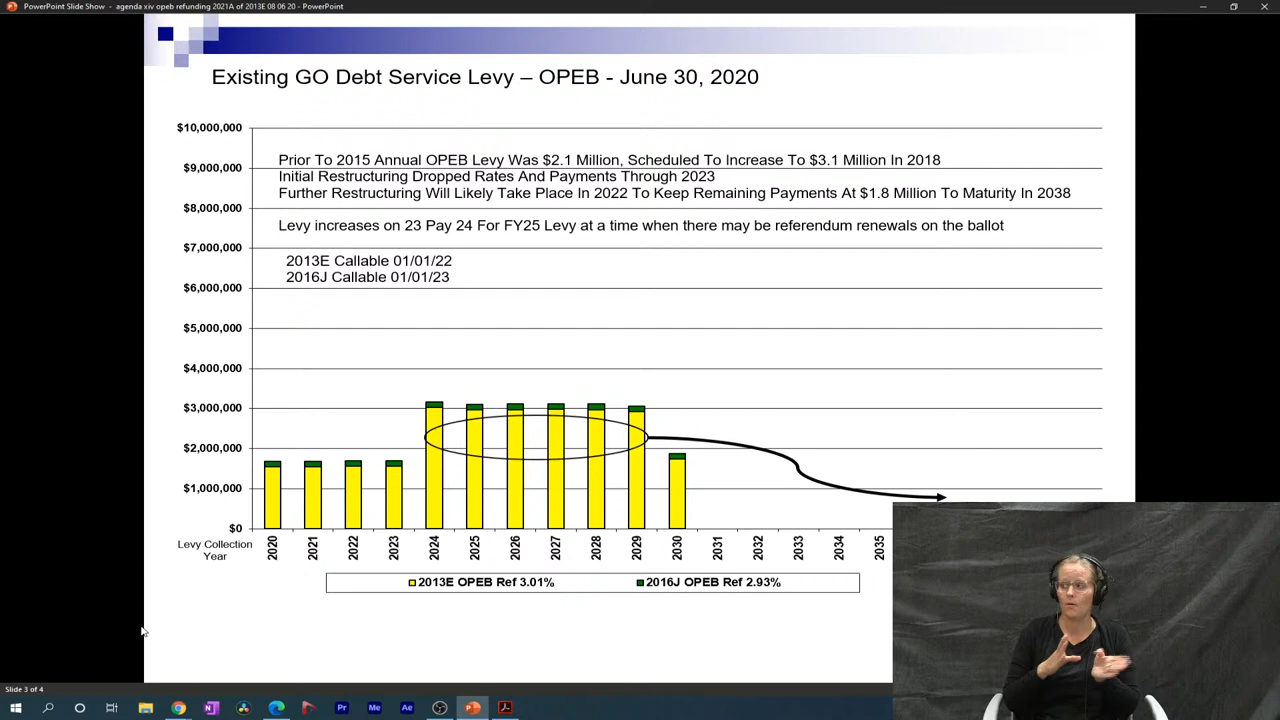 PowerPoint Slide Show - agenda xiv opeb refunding 2021A of 2013E 08 06 20 - PowerPoint
Existing GO Debt Service Levy – OPEB - June 30, 2020
$10,000,000
Prior To 2015 Annual OPEB Levy Was $2.1 Million, Scheduled To Increase To $3.1 Million In 2018
$9,000,000
Initial Restructuring Dropped Rates And Payments Through 2023
Further Restructuring Will Likely Take Place In 2022 To Keep Remaining Payments At $1.8 Million To Maturity In 2038
$8,000,000
Levy increases on 23 Pay 24 For FY25 Levy at a time when there may be referendum renewals on the ballot
$7,000,000
2013E Callable 01/01/22
2016J Callable 01/01/23
$6,000,000
$5,000,000
$4,000,000
$3,000,000
$2,000,000
$1,000,000
$0
Levy Collection
Year
2020 2021 2022 2023 2024 2025 2026 2027 2028 2029 2030 2031 2032 2033 2034 2035
2013E OPEB Ref 3.01% 2016J OPEB Ref 2.93%
Slide 3 of 4
Pr Me Ae